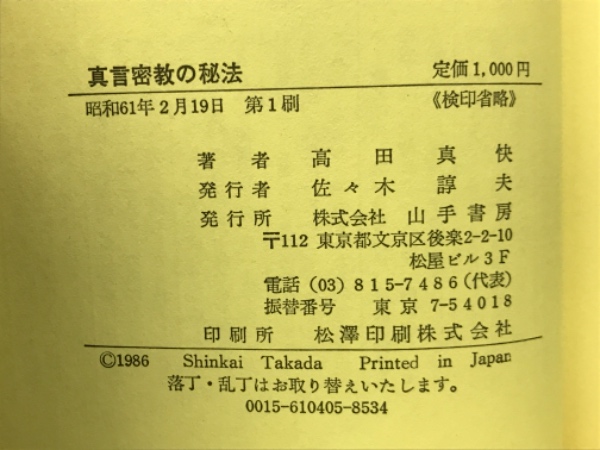 真言密教の秘法 定価1,000円
昭和61年2月19日 第1刷 《検印省略》
著者 高田真快
発行者 佐々木諄夫
発行所 株式会社 山手書房
〒112 東京都文京区後楽2-2-10
松屋ビル3F
電話 (03) 815-7486 (代表)
振替番号 東京 7-54018
印刷所 松澤印刷株式会社
©1986 Shinkai Takada Printed in Japan
落丁・乱丁はお取り替えいたします。
0015-610405-8534